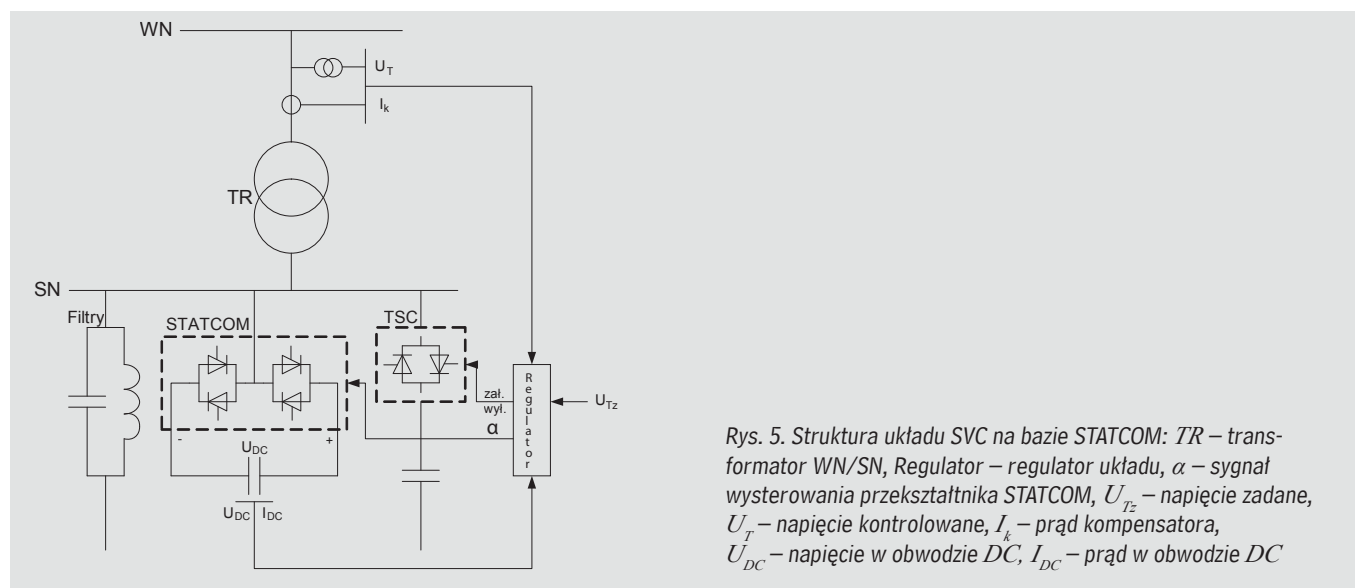 WN
U_T
I_k
TR
SN
Filtry
STATCOM
TSC
Regulator
zał.
wył.
U_Tz
α
- +
U_DC
U_DC I_DC
Rys. 5. Struktura układu SVC na bazie STATCOM: TR – trans-
formator WN/SN, Regulator – regulator układu, α – sygnał
wysterowania przekształtnika STATCOM, U_Tz – napięcie zadane,
U_T – napięcie kontrolowane, I_k – prąd kompensatora,
U_DC – napięcie w obwodzie DC, I_DC – prąd w obwodzie DC